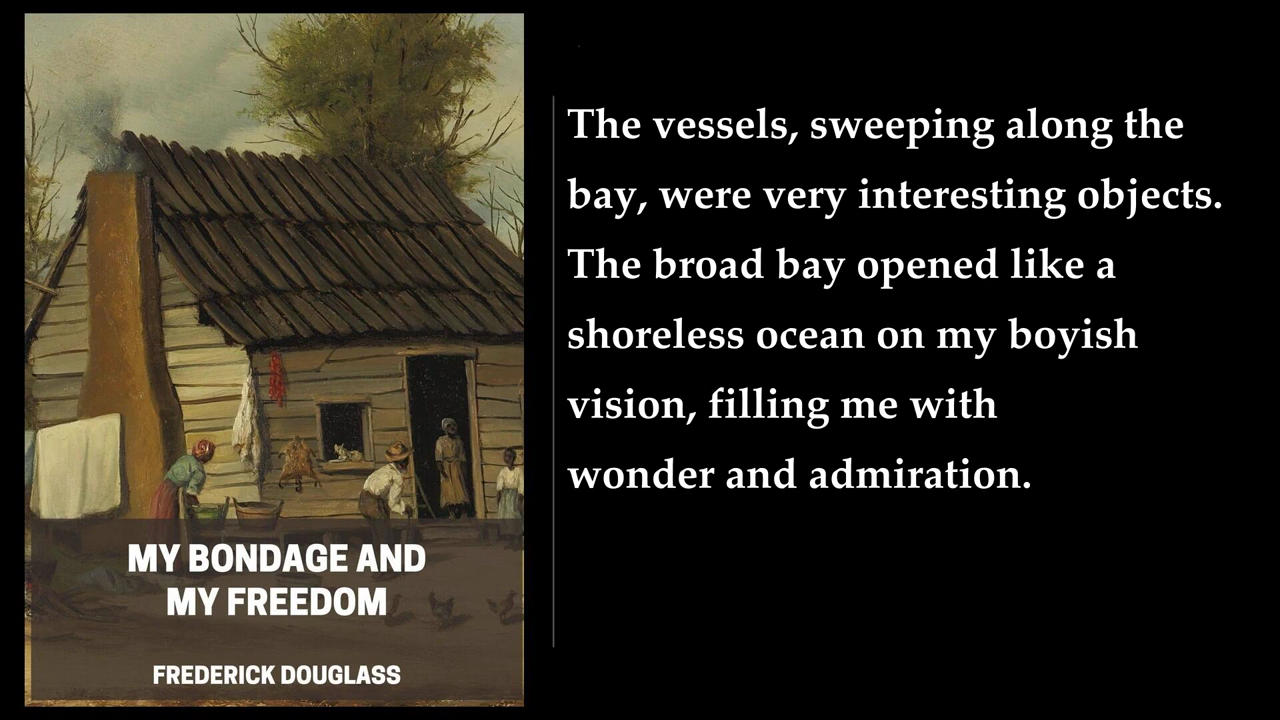 The vessels, sweeping along the
bay, were very interesting objects.
The broad bay opened like a
shoreless ocean on my boyish
vision, filling me with
wonder and admiration.
MY BONDAGE AND
MY FREEDOM
FREDERICK DOUGLASS